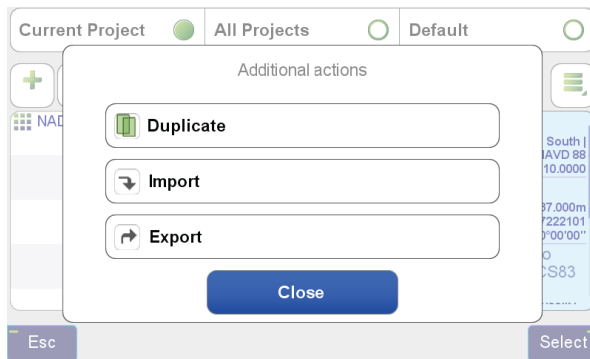 Current Project
All Projects
Default
Additional actions
NAD
Duplicate
South |
NAVD 88
10.0000
Import
37.000m
7222101
0°00'00"
Export
CS83
Close
Esc
Select